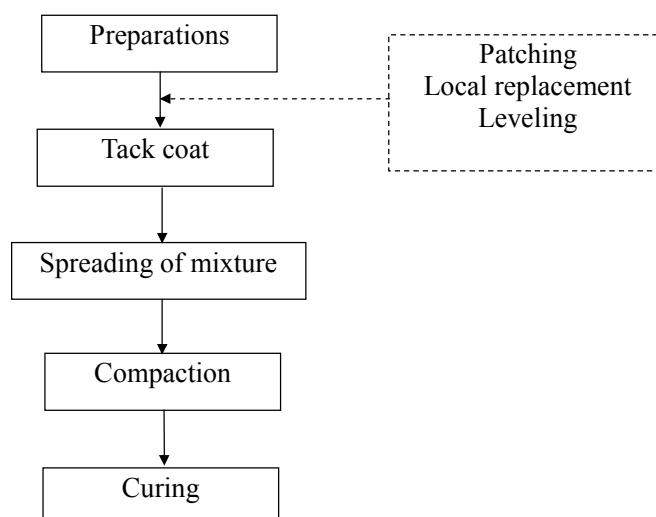 Preparations
Patching
Local replacement
Leveling
Tack coat
Spreading of mixture
Compaction
Curing